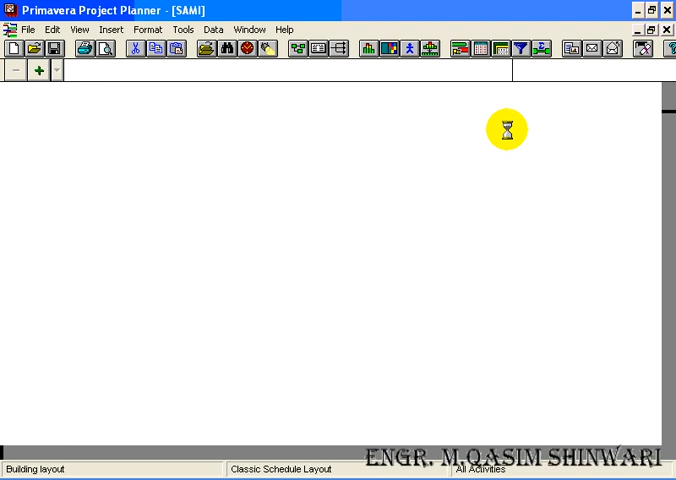 Primavera Project Planner - [SAMI]
File Edit View Insert Format Tools Data Window Help
ENGR. M.QASIM SHINWARI
Building layout Classic Schedule Layout All Activities